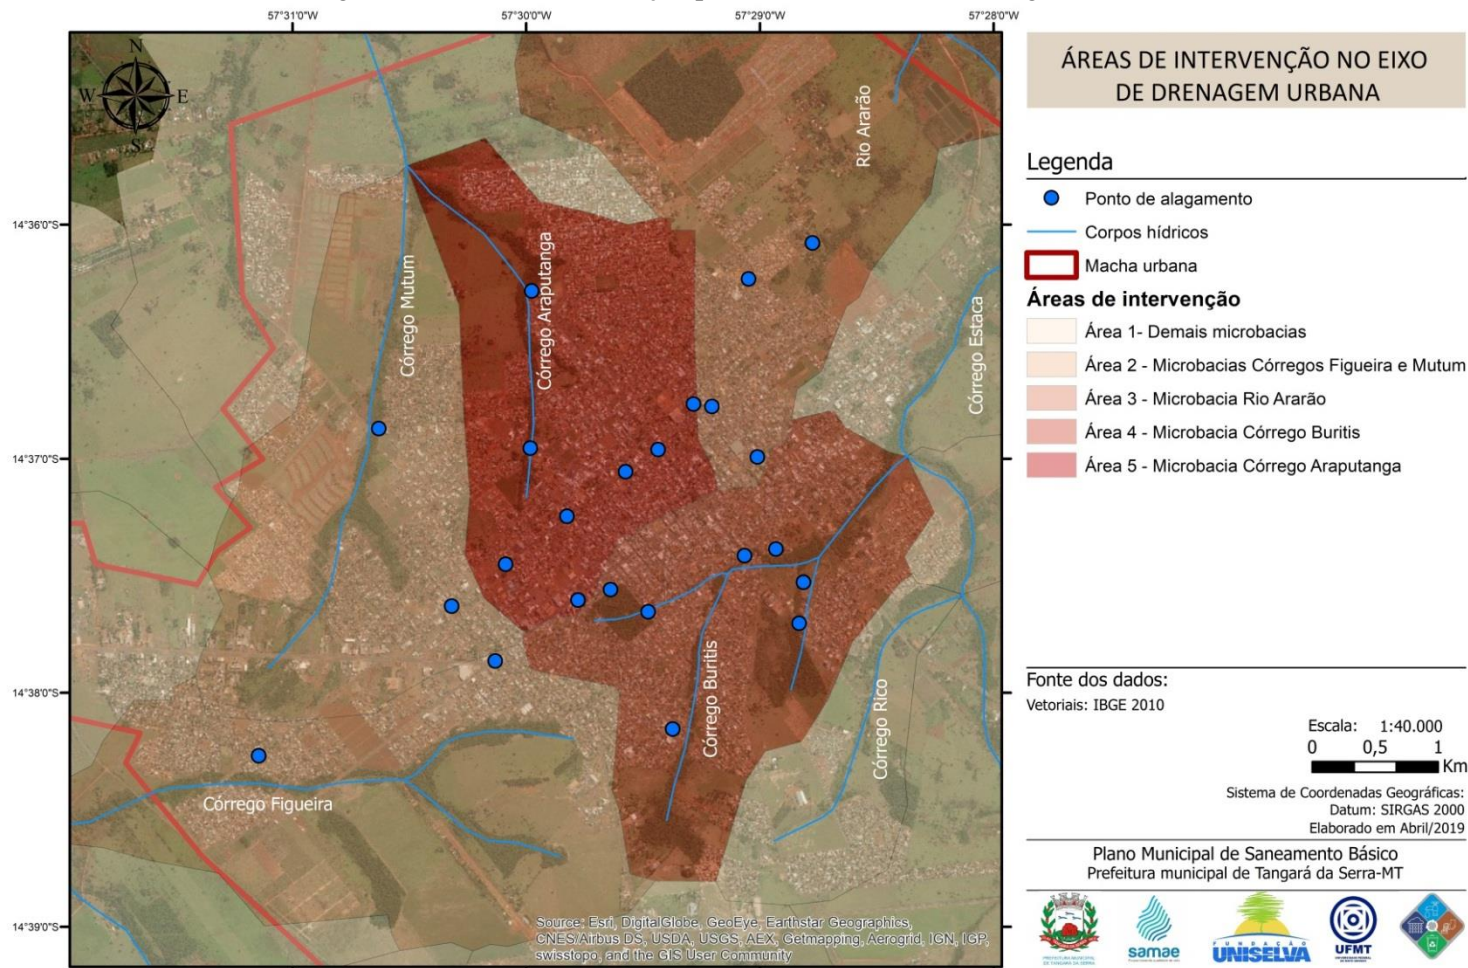 57°31'0"W
57°30'0"W
57°29'0"W
57°28'0"W
14°36'0"S
14°37'0"S
14°38'0"S
14°39'0"S
N
W
E
S
Rio Ararão
Córrego Mutum
Córrego Araputanga
Córrego Estaca
Córrego Buritis
Córrego Rico
Córrego Figueira
Source: Esri, DigitalGlobe, GeoEye, Earthstar Geographics,
CNES/Airbus DS, USDA, USGS, AEX, Getmapping, Aerogrid, IGN, IGP,
swisstopo, and the GIS User Community
ÁREAS DE INTERVENÇÃO NO EIXO
DE DRENAGEM URBANA
Legenda
Ponto de alagamento
Corpos hídricos
Macha urbana
Áreas de intervenção
Área 1- Demais microbacias
Área 2 - Microbacias Córregos Figueira e Mutum
Área 3 - Microbacia Rio Ararão
Área 4 - Microbacia Córrego Buritis
Área 5 - Microbacia Córrego Araputanga
Fonte dos dados:
Vetoriais: IBGE 2010
Escala: 1:40.000
0 0,5 1
Km
Sistema de Coordenadas Geográficas:
Datum: SIRGAS 2000
Elaborado em Abril/2019
Plano Municipal de Saneamento Básico
Prefeitura municipal de Tangará da Serra-MT
PREFEITURA MUNICIPAL
DE TANGARÁ DA SERRA
samae
FUNDAÇÃO
UNISELVA
UFMT